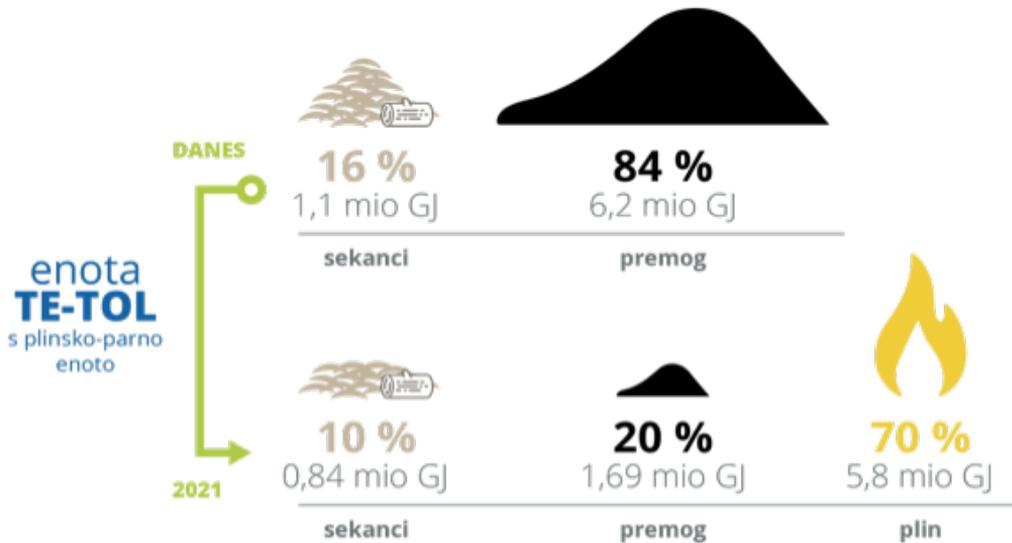 DANES
16 %
1,1 mio GJ
sekanci
84 %
6,2 mio GJ
premog
enota
TE-TOL
s plinsko-parno
enoto
2021
10 %
0,84 mio GJ
sekanci
20 %
1,69 mio GJ
premog
70 %
5,8 mio GJ
plin